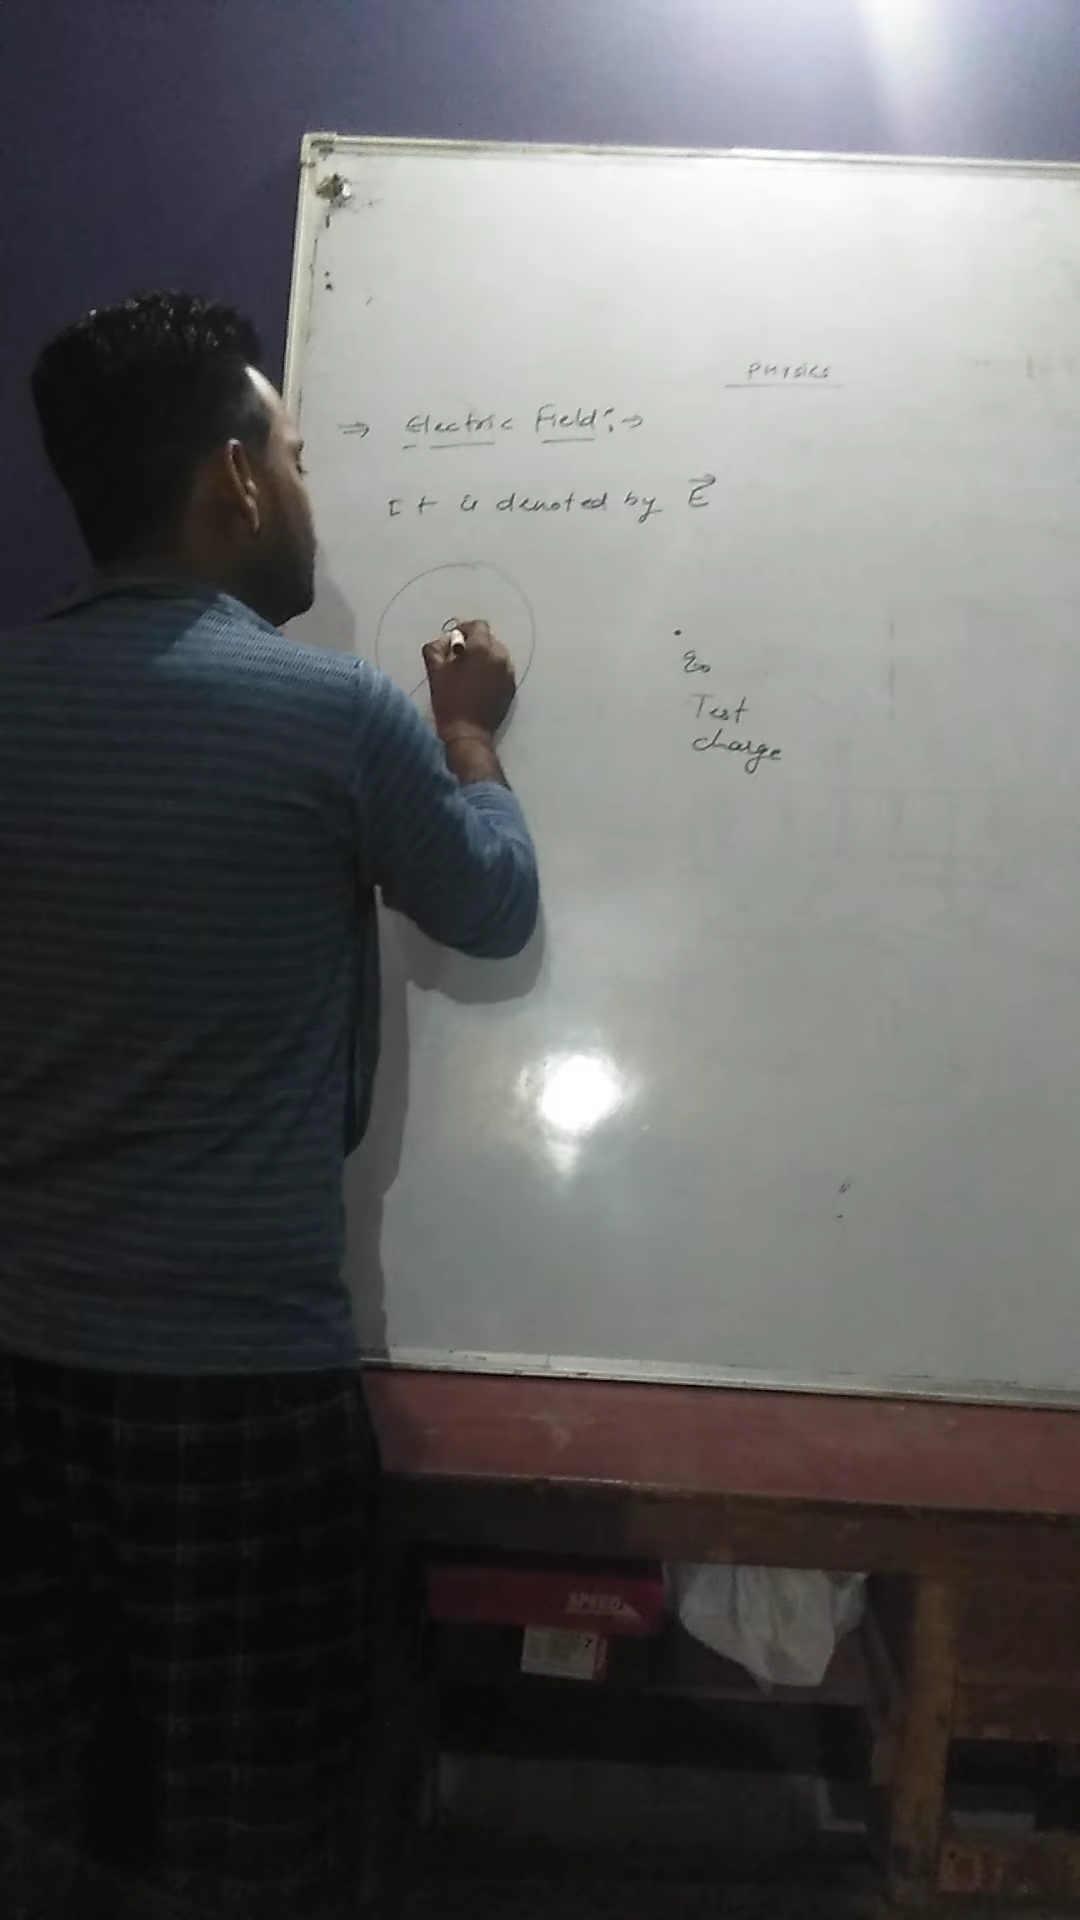 PHYSICS
⇒ Electric Field :→
It is denoted by E⃗
q₀
Test
charge
SPEED